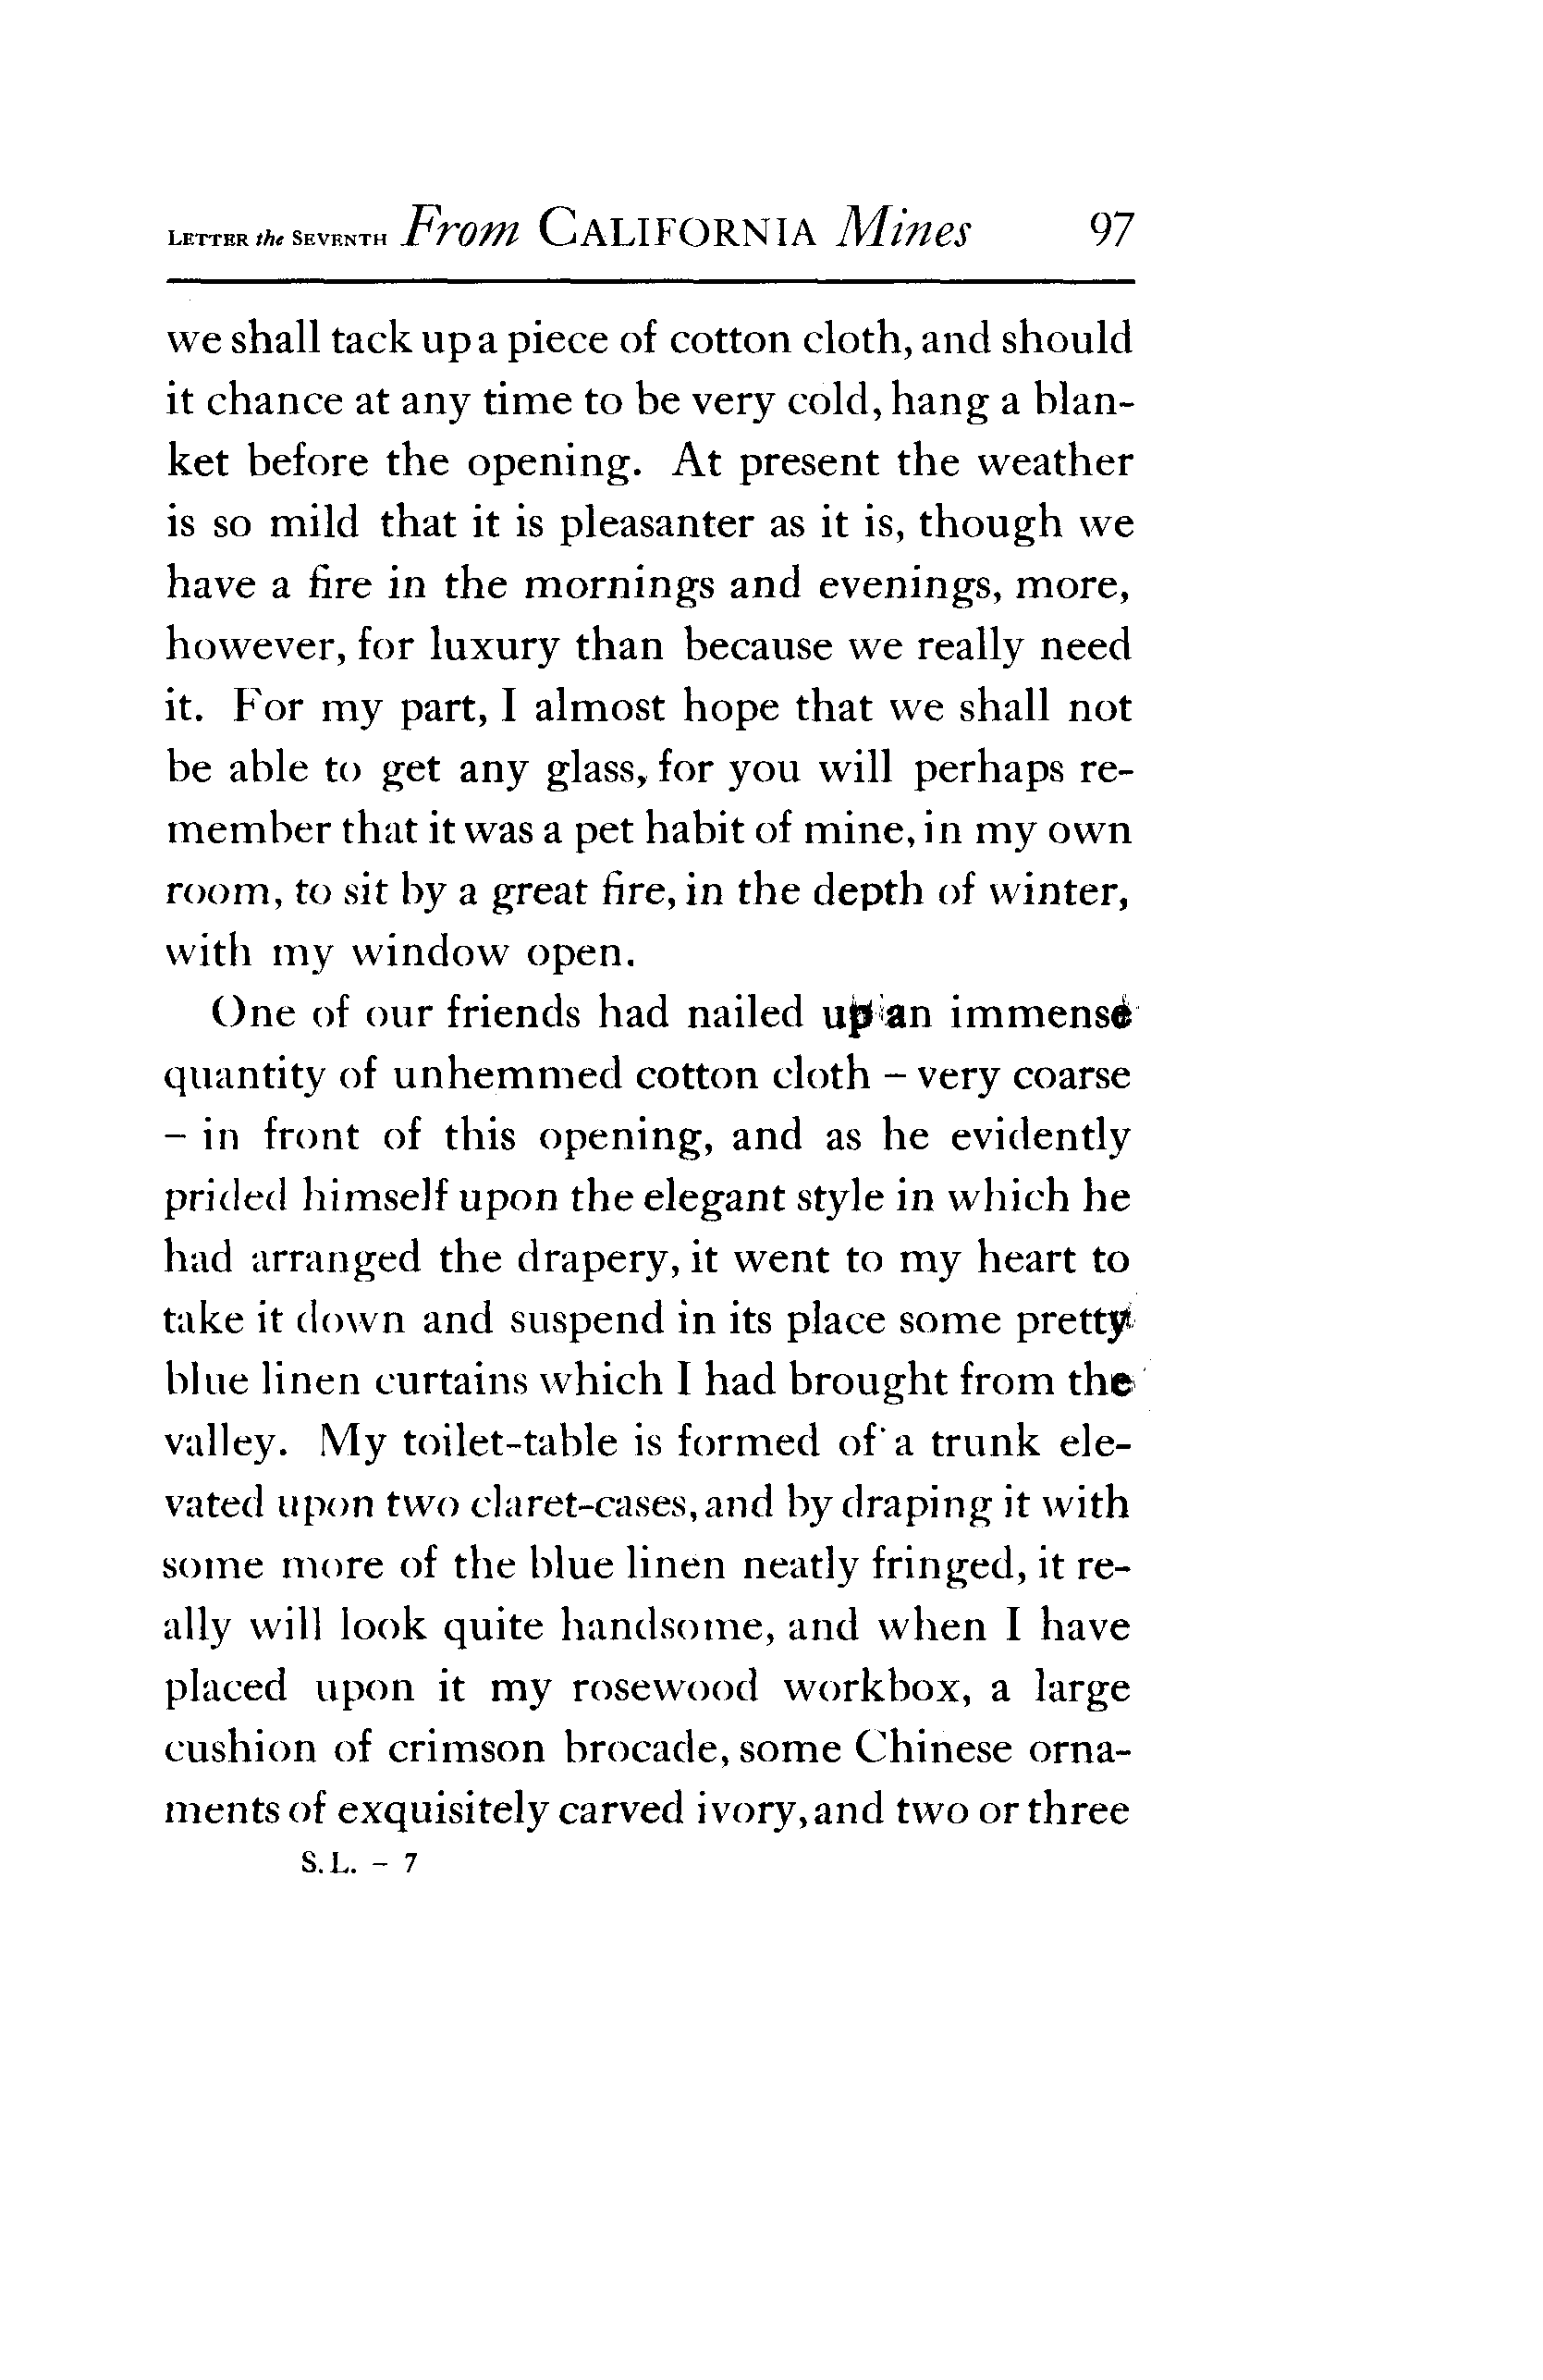 LETTER the SEVENTH From CALIFORNIA Mines 97
we shall tack up a piece of cotton cloth, and should
it chance at any time to be very cold, hang a blan-
ket before the opening. At present the weather
is so mild that it is pleasanter as it is, though we
have a fire in the mornings and evenings, more,
however, for luxury than because we really need
it. For my part, I almost hope that we shall not
be able to get any glass, for you will perhaps re-
member that it was a pet habit of mine, in my own
room, to sit by a great fire, in the depth of winter,
with my window open.
One of our friends had nailed up an immense
quantity of unhemmed cotton cloth – very coarse
– in front of this opening, and as he evidently
prided himself upon the elegant style in which he
had arranged the drapery, it went to my heart to
take it down and suspend in its place some pretty
blue linen curtains which I had brought from the
valley. My toilet-table is formed of a trunk ele-
vated upon two claret-cases, and by draping it with
some more of the blue linen neatly fringed, it re-
ally will look quite handsome, and when I have
placed upon it my rosewood workbox, a large
cushion of crimson brocade, some Chinese orna-
ments of exquisitely carved ivory, and two or three
S. L. – 7